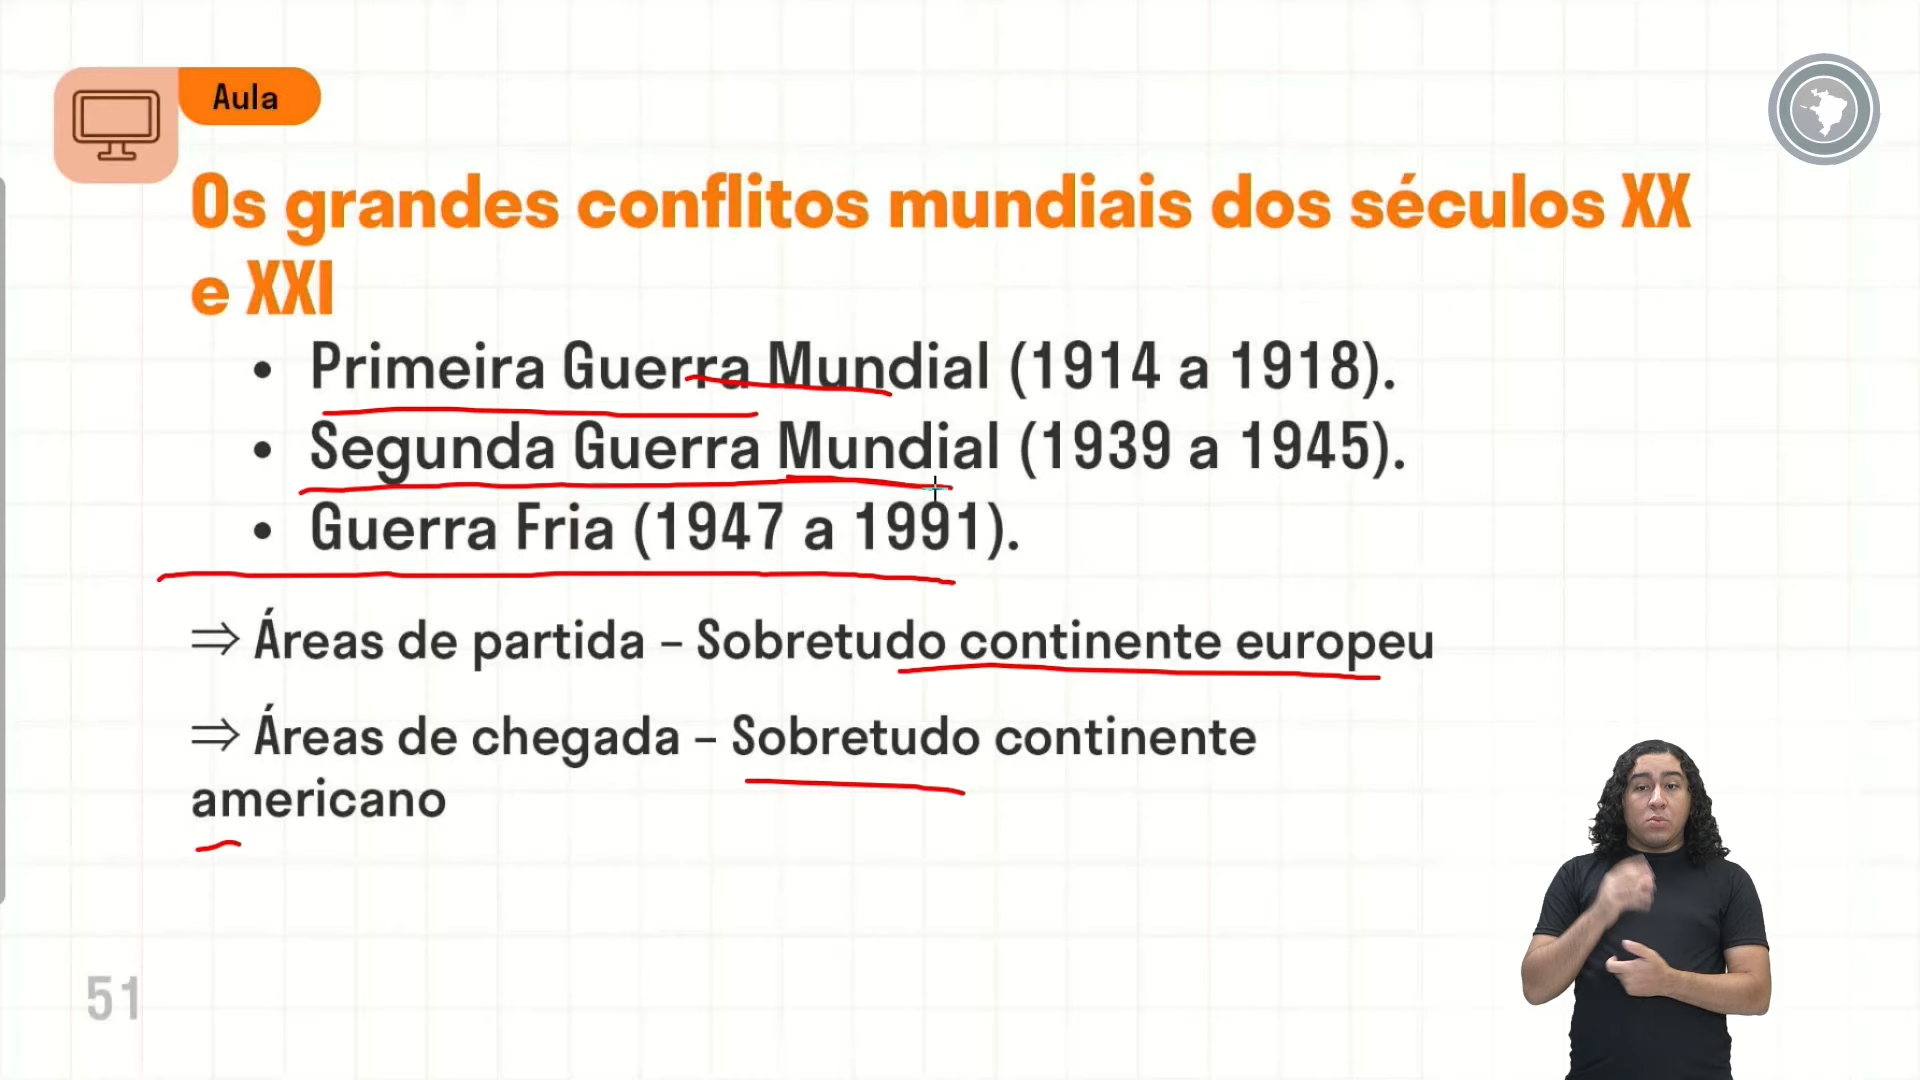 Aula
Os grandes conflitos mundiais dos séculos XX
e XXI
• Primeira Guerra Mundial (1914 a 1918).
• Segunda Guerra Mundial (1939 a 1945).
• Guerra Fria (1947 a 1991).
⇒ Áreas de partida – Sobretudo continente europeu
⇒ Áreas de chegada – Sobretudo continente
americano
51